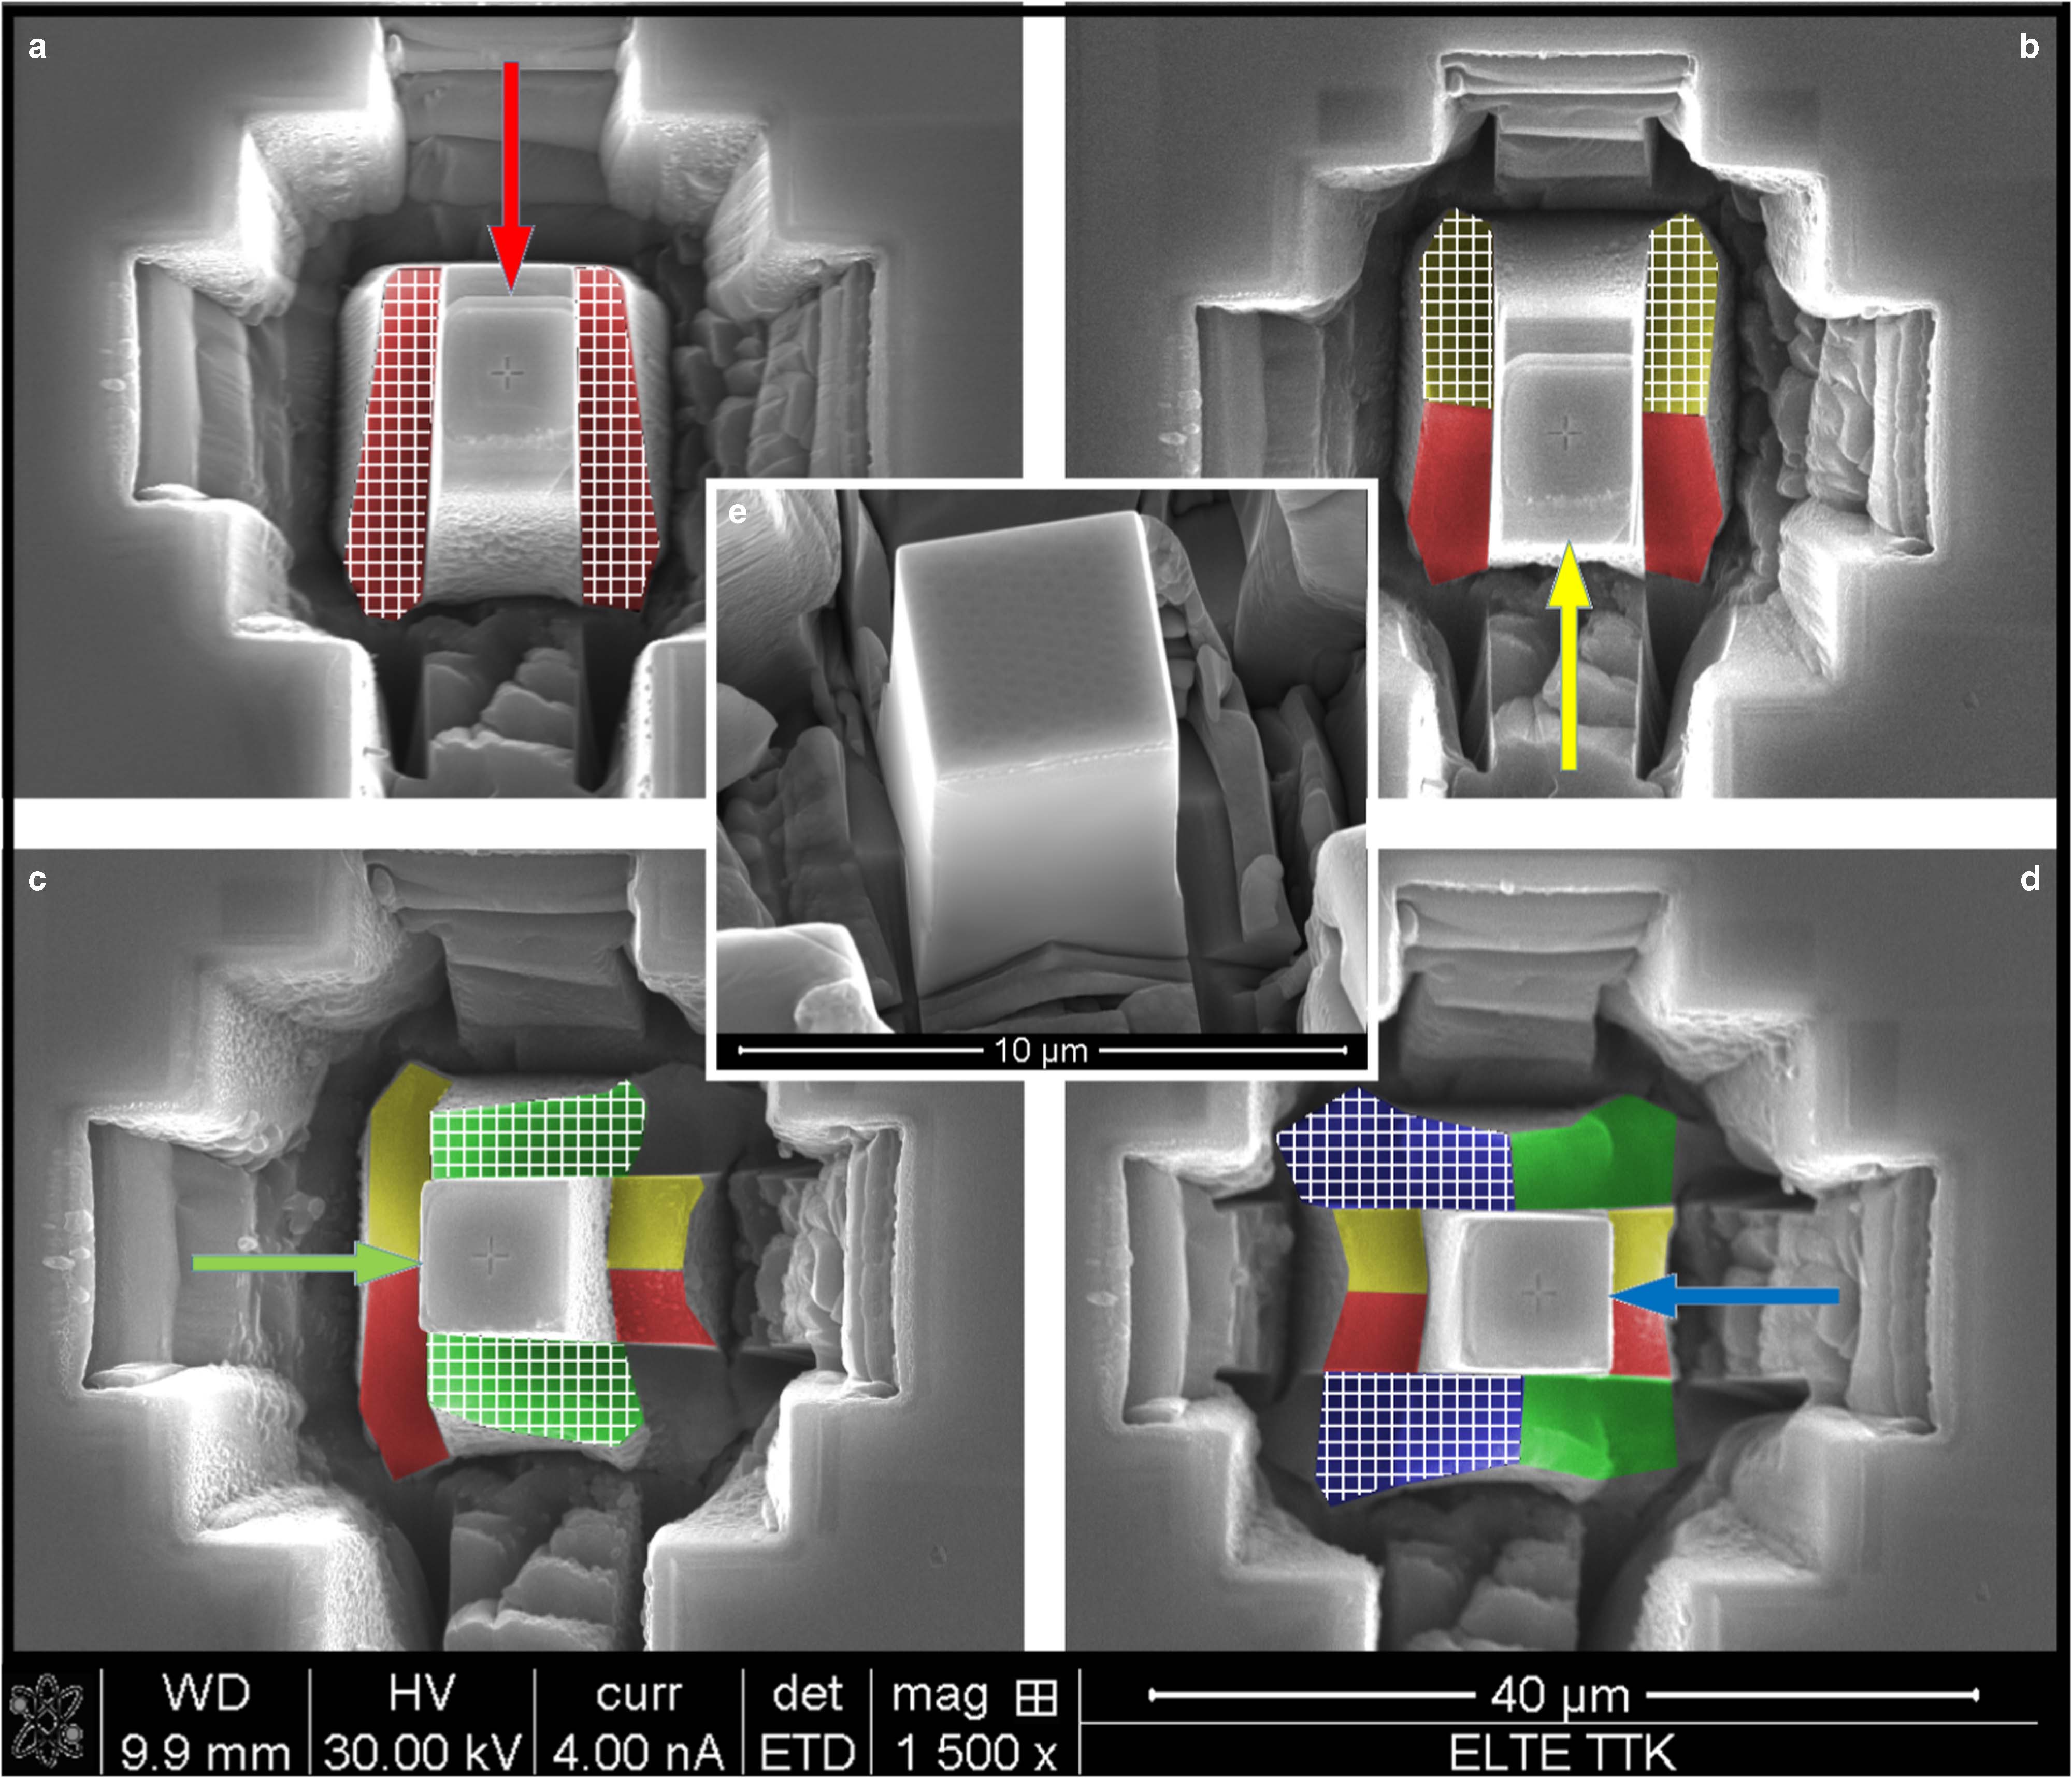 a
b
e
10 µm
c
d
WD
HV
curr
det
mag
40 µm
9.9 mm
30.00 kV
4.00 nA
ETD
1 500 x
ELTE TTK